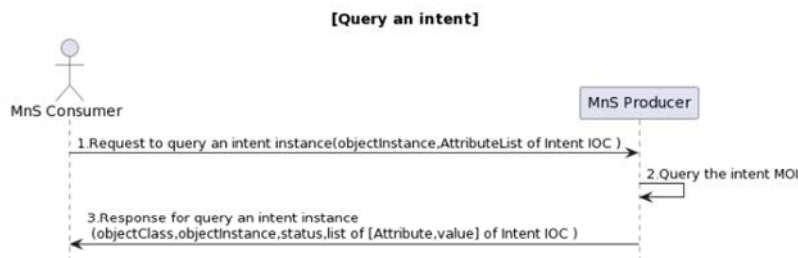 [Query an intent]
MnS Consumer
MnS Producer
1.Request to query an intent instance(objectInstance,AttributeList of Intent IOC )
2.Query the intent MOI
3.Response for query an intent instance
(objectClass,objectInstance,status,list of [Attribute,value] of Intent IOC )